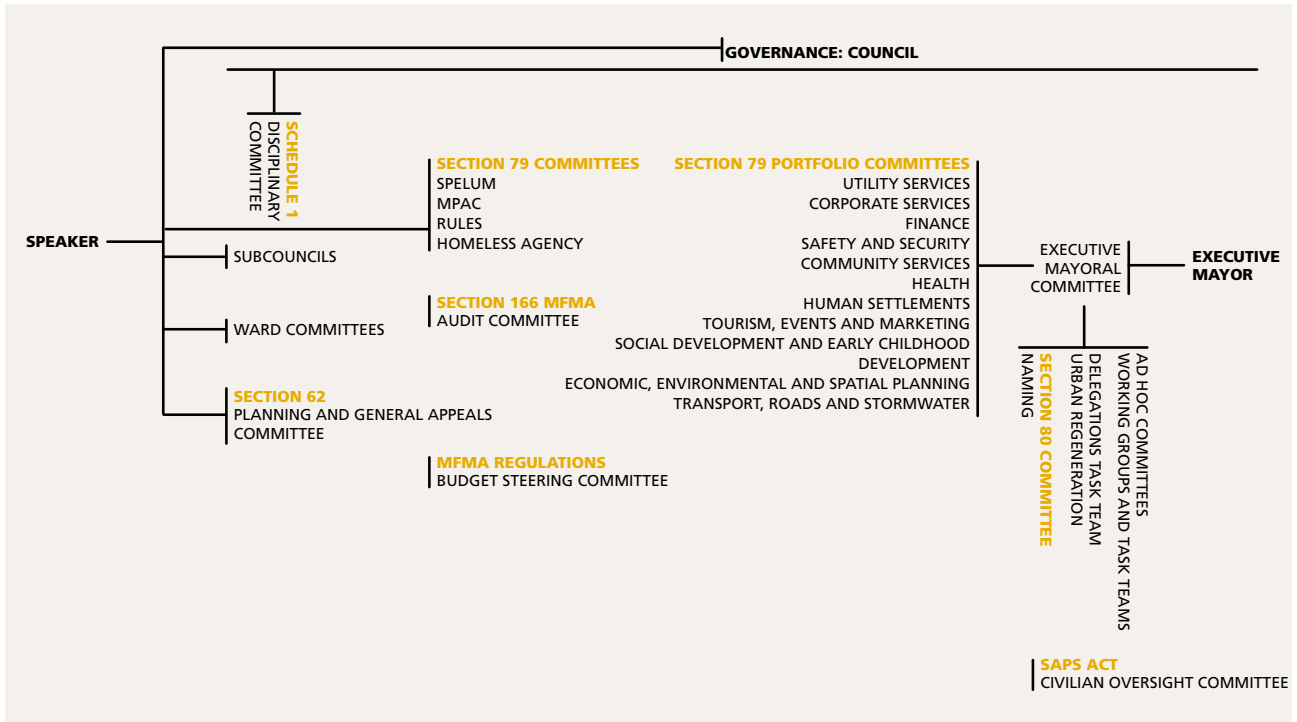 GOVERNANCE: COUNCIL
SCHEDULE 1
DISCIPLINARY
COMMITTEE
SPEAKER
SUBCOUNCILS
WARD COMMITTEES
SECTION 62
PLANNING AND GENERAL APPEALS
COMMITTEE
SECTION 79 COMMITTEES
SPELUM
MPAC
RULES
HOMELESS AGENCY
SECTION 166 MFMA
AUDIT COMMITTEE
MFMA REGULATIONS
BUDGET STEERING COMMITTEE
SECTION 79 PORTFOLIO COMMITTEES
UTILITY SERVICES
CORPORATE SERVICES
FINANCE
SAFETY AND SECURITY
COMMUNITY SERVICES
HEALTH
HUMAN SETTLEMENTS
TOURISM, EVENTS AND MARKETING
SOCIAL DEVELOPMENT AND EARLY CHILDHOOD
DEVELOPMENT
ECONOMIC, ENVIRONMENTAL AND SPATIAL PLANNING
TRANSPORT, ROADS AND STORMWATER
EXECUTIVE
MAYORAL
COMMITTEE
EXECUTIVE
MAYOR
AD HOC COMMITTEES
WORKING GROUPS AND TASK TEAMS
DELEGATIONS TASK TEAM
URBAN REGENERATION
SECTION 80 COMMITTEE
NAMING
SAPS ACT
CIVILIAN OVERSIGHT COMMITTEE